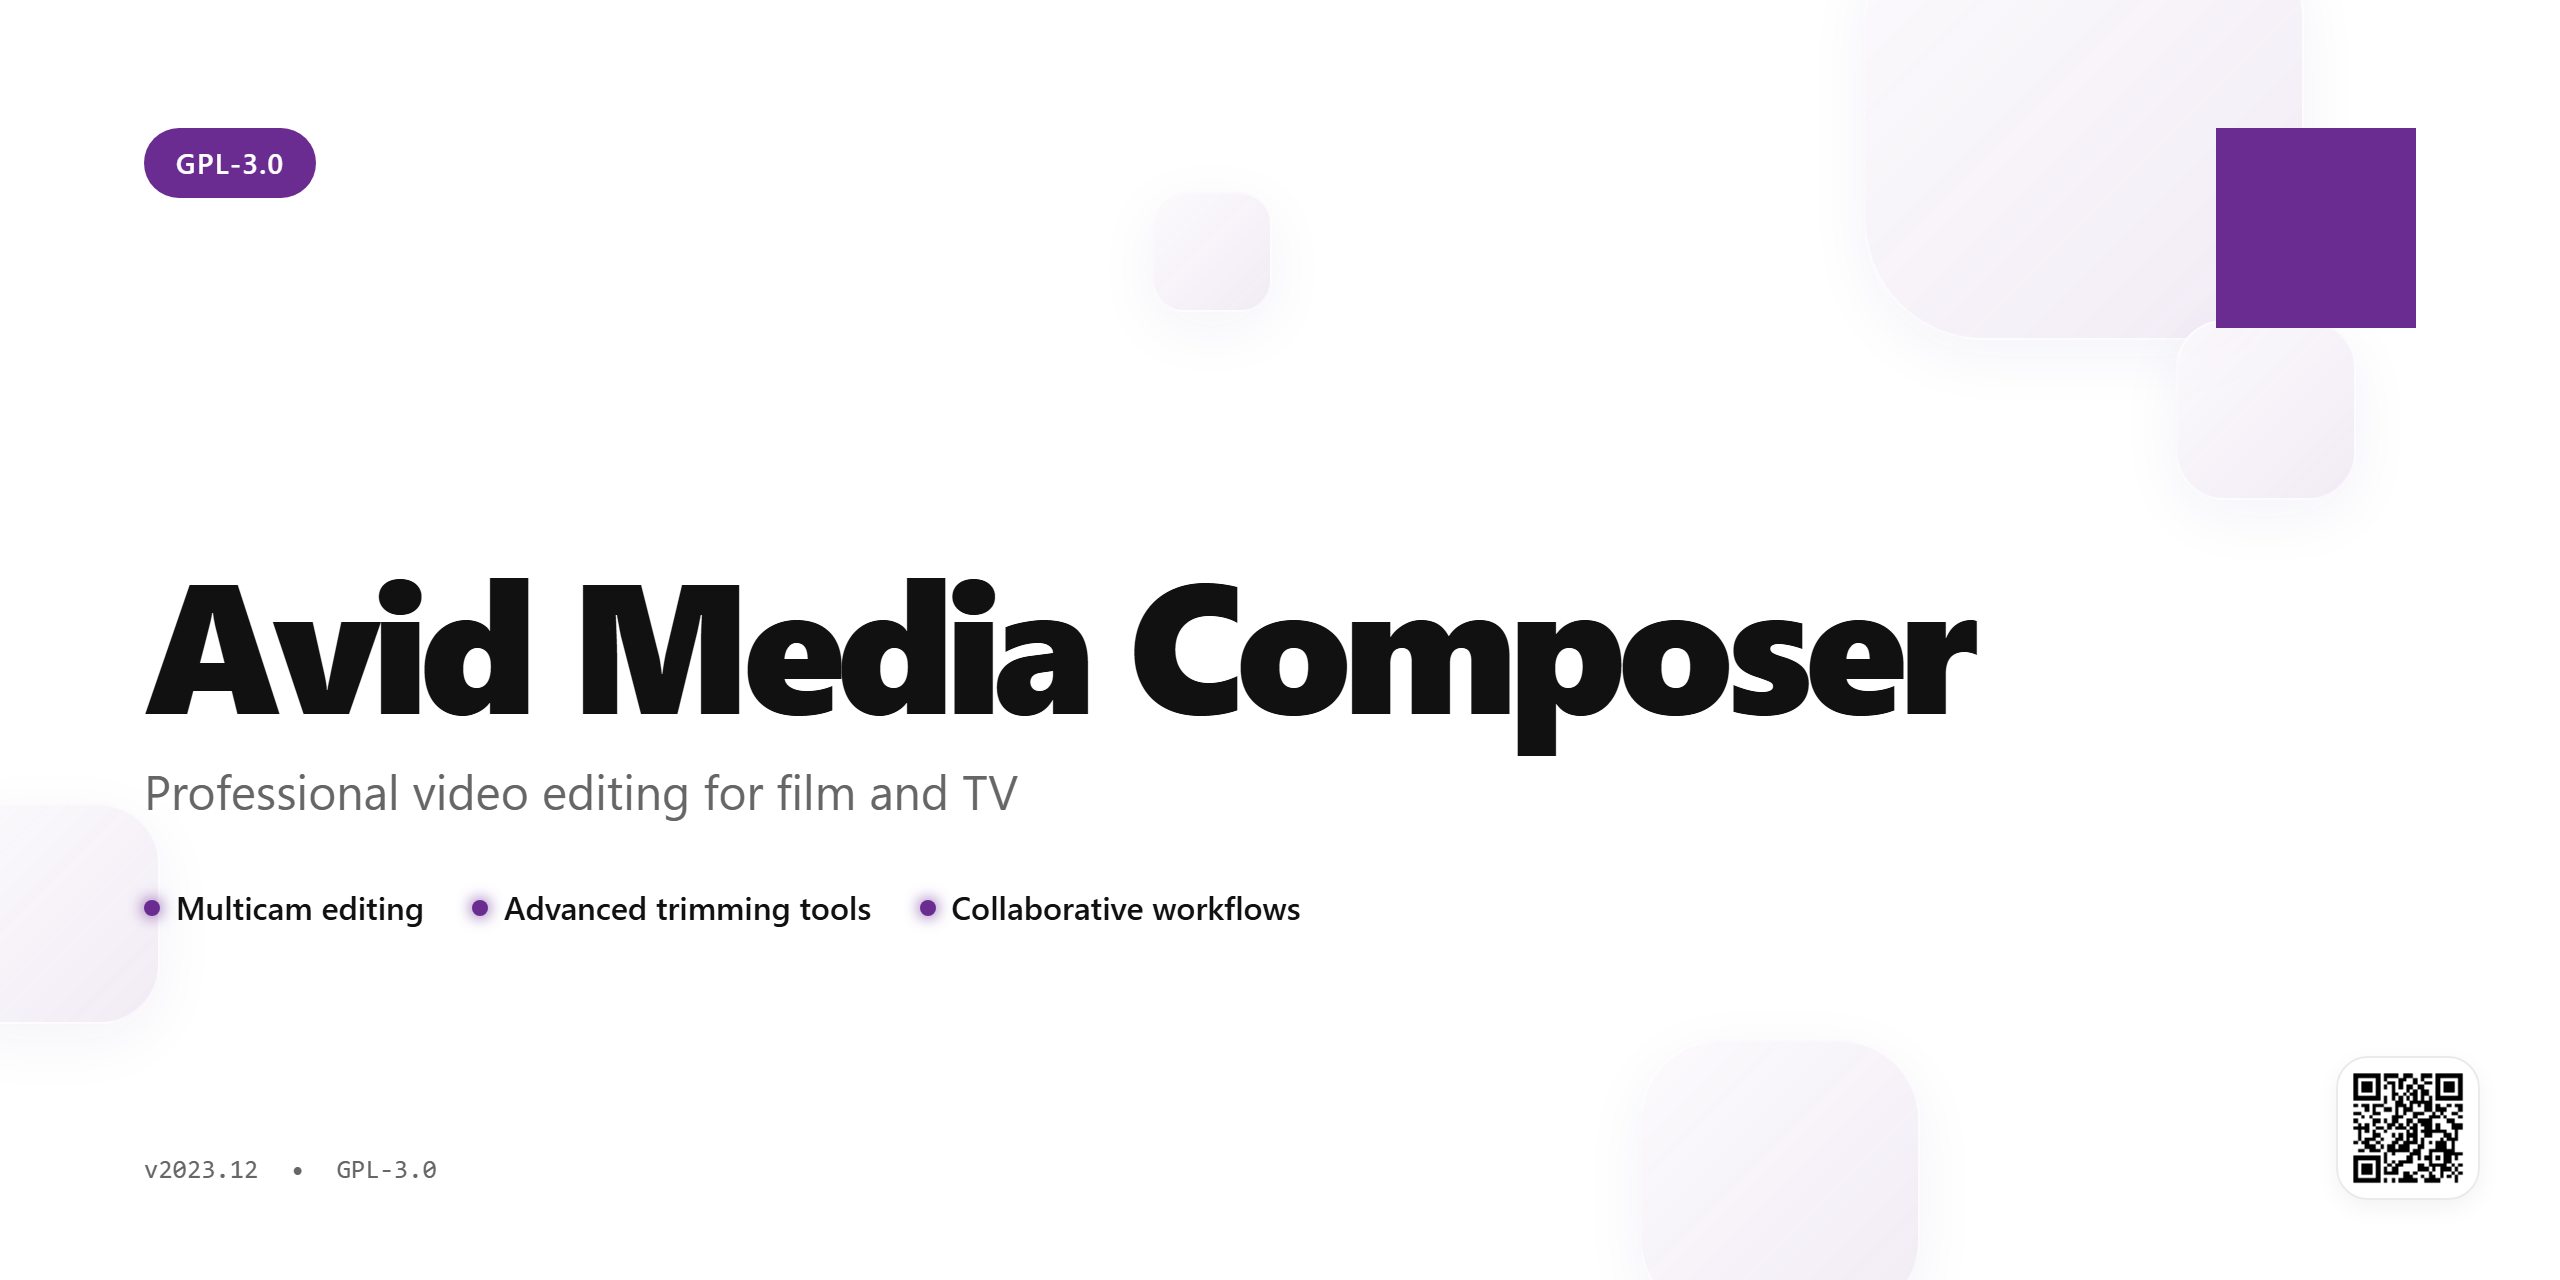 GPL-3.0
Avid Media Composer
Professional video editing for film and TV
Multicam editing
Advanced trimming tools
Collaborative workflows
v2023.12 • GPL-3.0